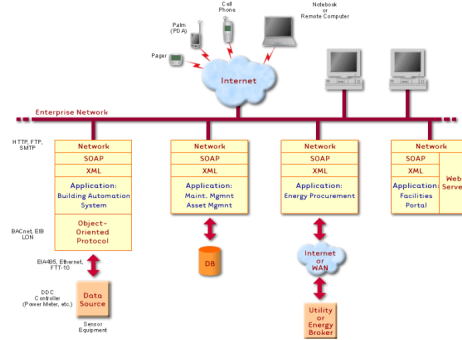 Cell
Phone
Palm
(PDA)
Notebook
or
Remote Computer
Pager
Internet
Enterprise Network
HTTP, FTP,
SMTP
Network
SOAP
XML
Application:
Building Automation
System
Object-
Oriented
Protocol
BACnet, EIB
LON
EIA485, Ethernet,
FTT-10
DDC
Controller
(Power Meter, etc.)
Data
Source
Sensor
Equipment
Network
SOAP
XML
Application:
Maint. Mgmnt
Asset Mgmnt
DB
Network
SOAP
XML
Application:
Energy Procurement
Internet
or
WAN
Utility
or
Energy
Broker
Network
SOAP
XML
Application:
Facilities
Portal
Web
Serve